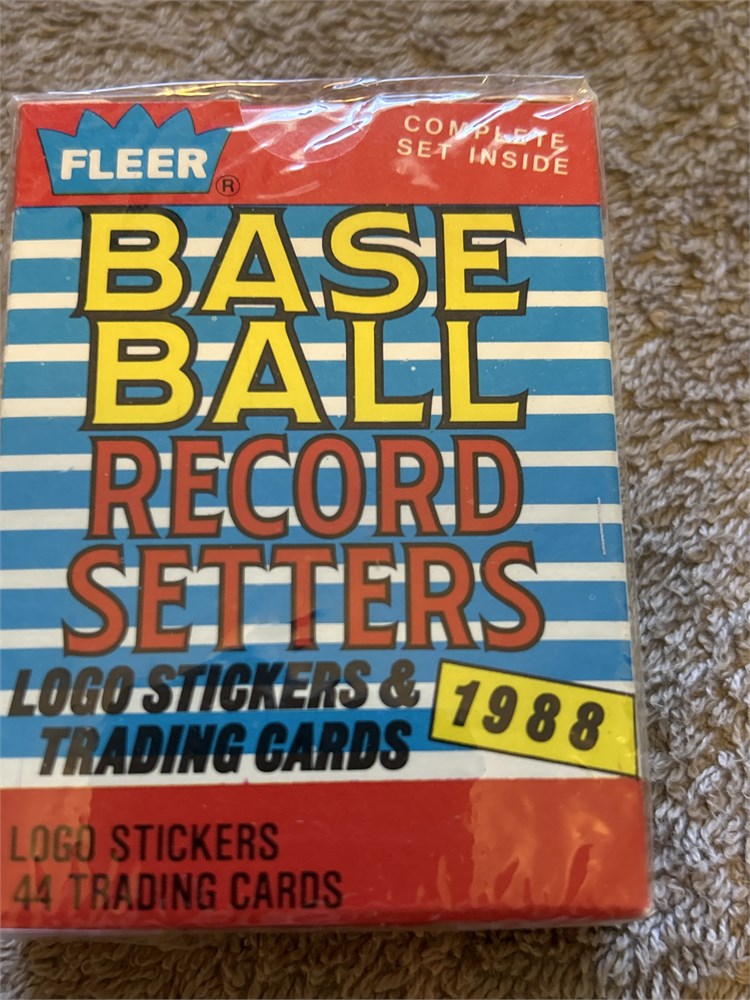 FLEER ®
COMPLETE
SET INSIDE
BASE
BALL
RECORD
SETTERS
LOGO STICKERS &
TRADING CARDS
1988
LOGO STICKERS
44 TRADING CARDS